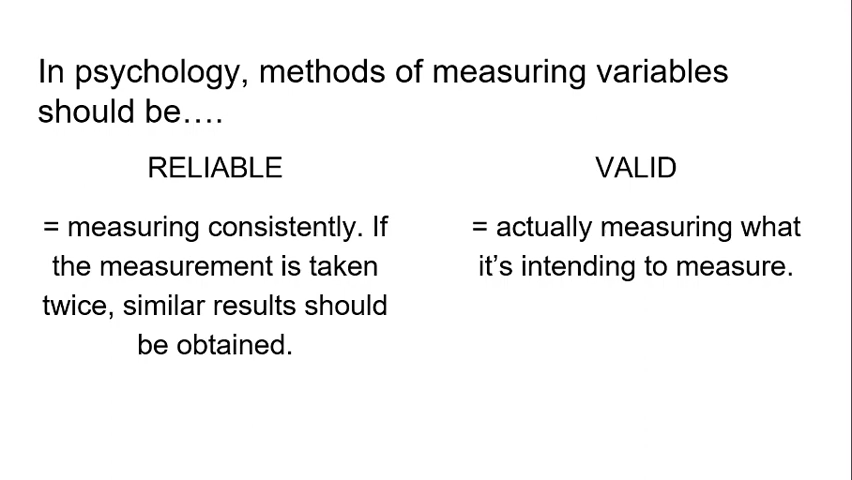 In psychology, methods of measuring variables
should be….
RELIABLE
= measuring consistently. If
the measurement is taken
twice, similar results should
be obtained.
VALID
= actually measuring what
it’s intending to measure.